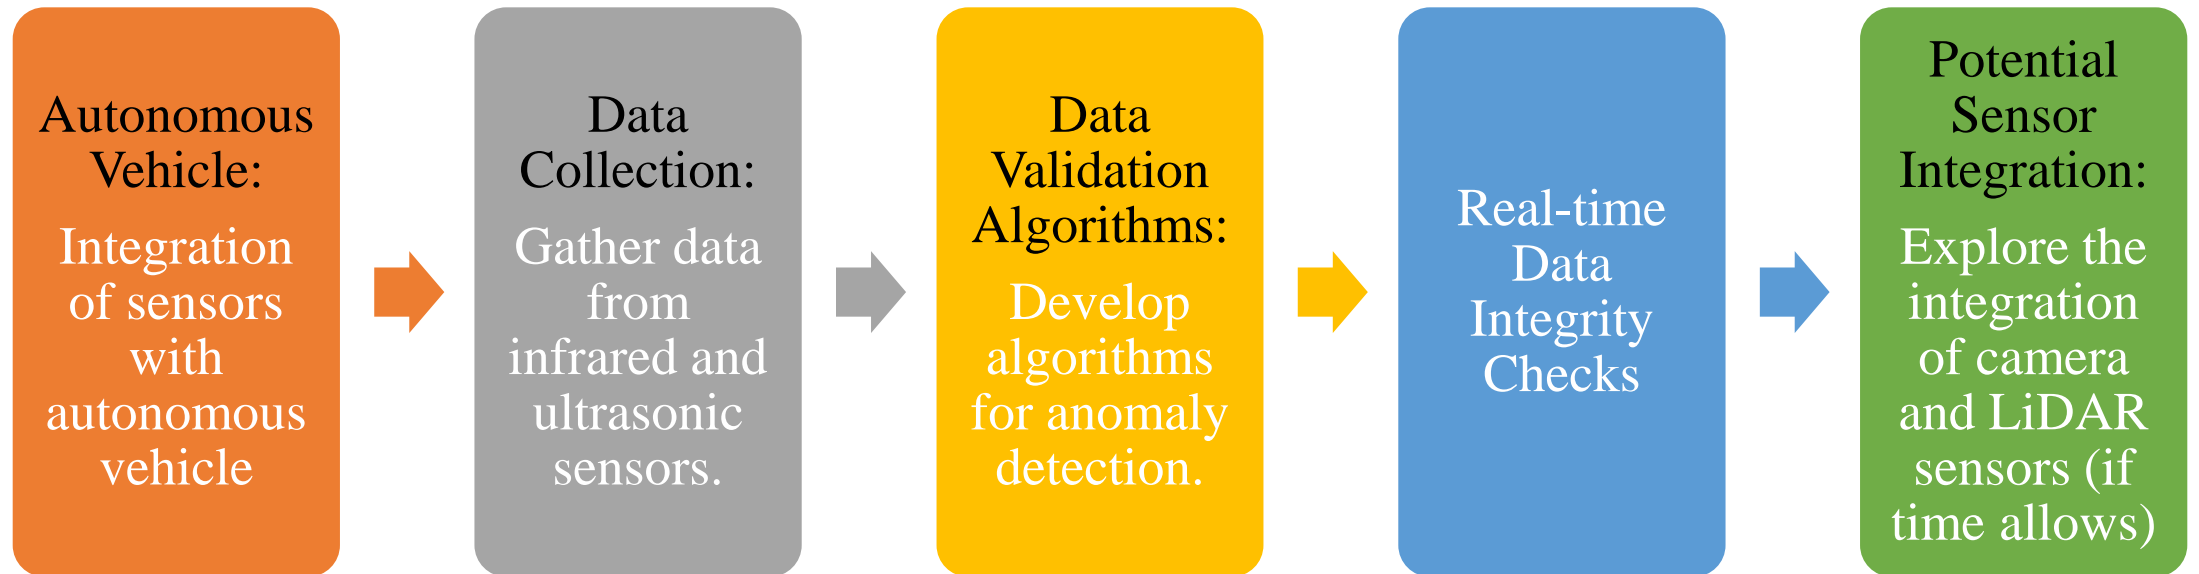 Autonomous
Vehicle:
Integration
of sensors
with
autonomous
vehicle
Data
Collection:
Gather data
from
infrared and
ultrasonic
sensors.
Data
Validation
Algorithms:
Develop
algorithms
for anomaly
detection.
Real-time
Data
Integrity
Checks
Potential
Sensor
Integration:
Explore the
integration
of camera
and LiDAR
sensors (if
time allows)